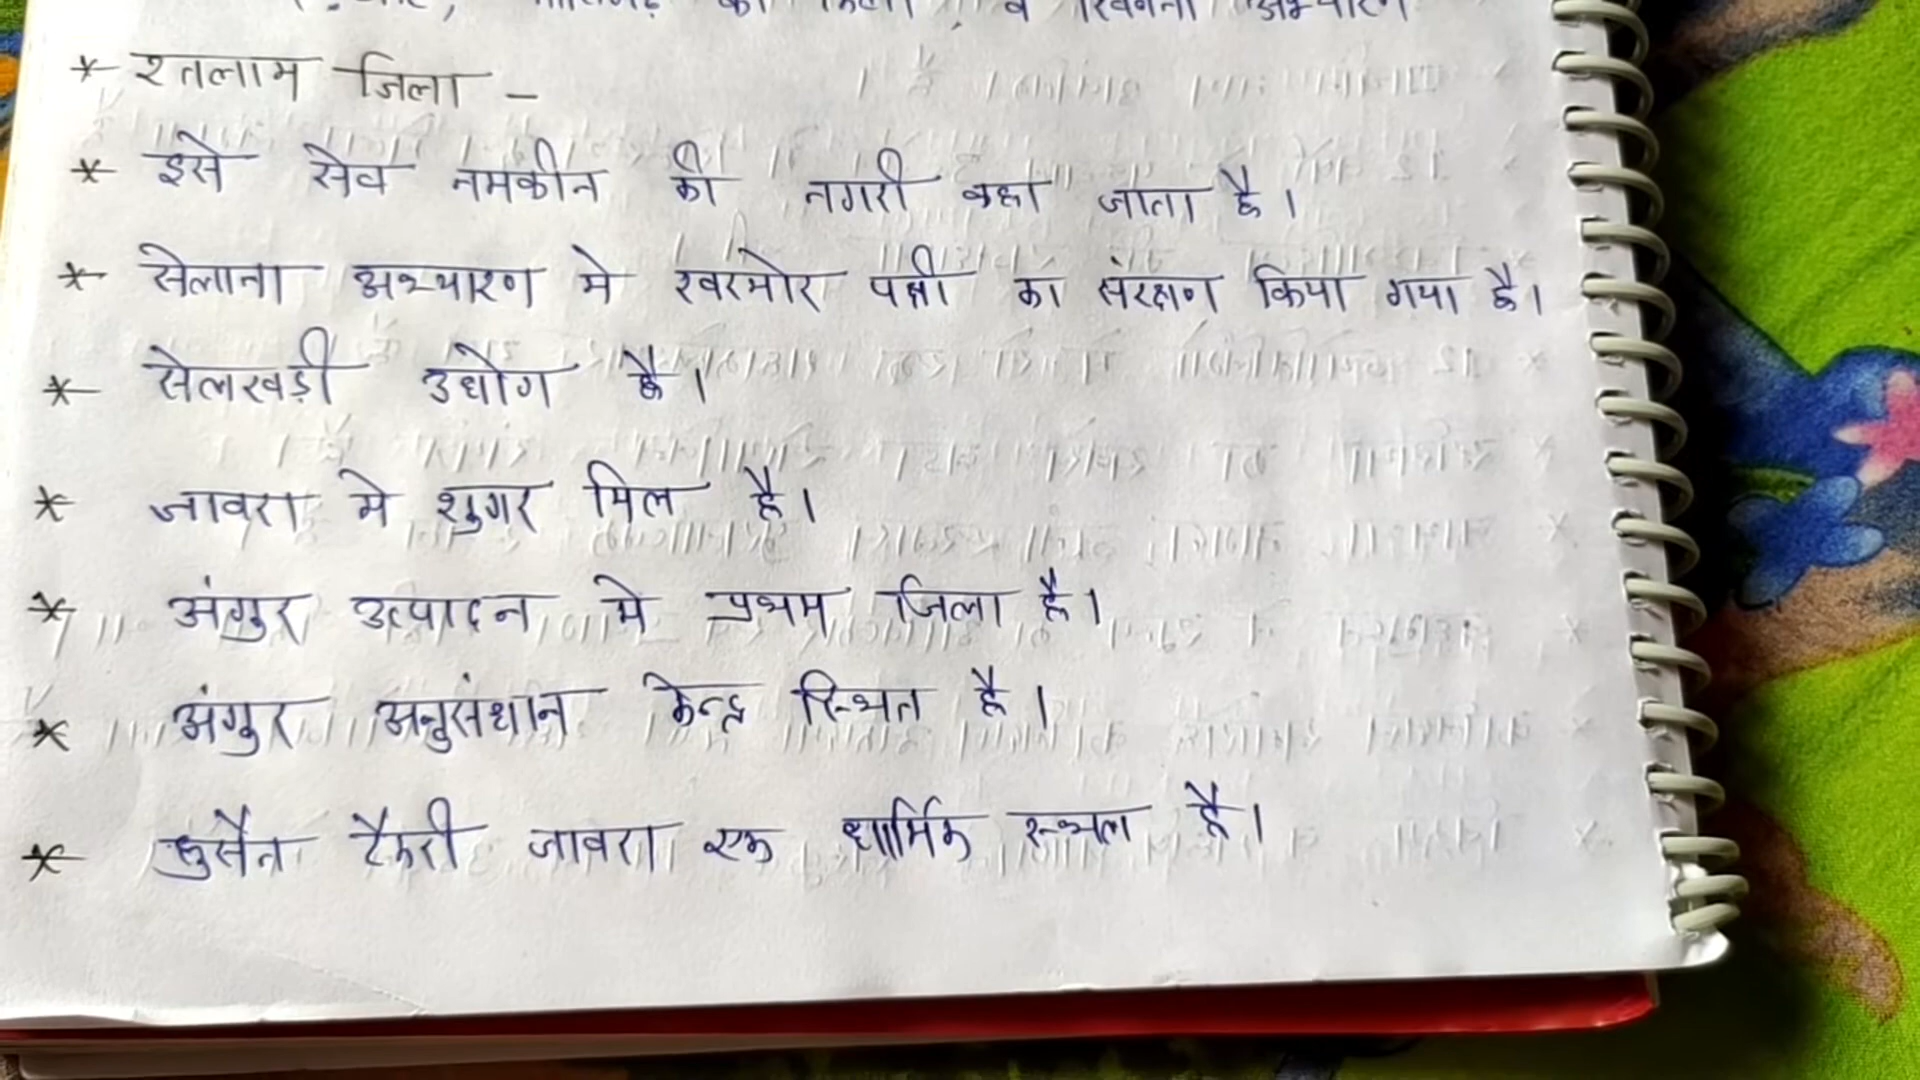 * रतलाम जिला -
* इसे सेव नमकीन की नगरी कहा जाता है।
* सेलाना अभ्यारण मे खरमोर पक्षी का संरक्षण किया गया है।
* सेलखड़ी उधोग है।
* जावरा मे शुगर मिल है।
* अंगुर उत्पादन मे प्रथम जिला है।
* अंगुर अनुसंधान केन्द्र स्थित है।
* हुसैन टैकरी जावरा एक धार्मिक स्थल है।